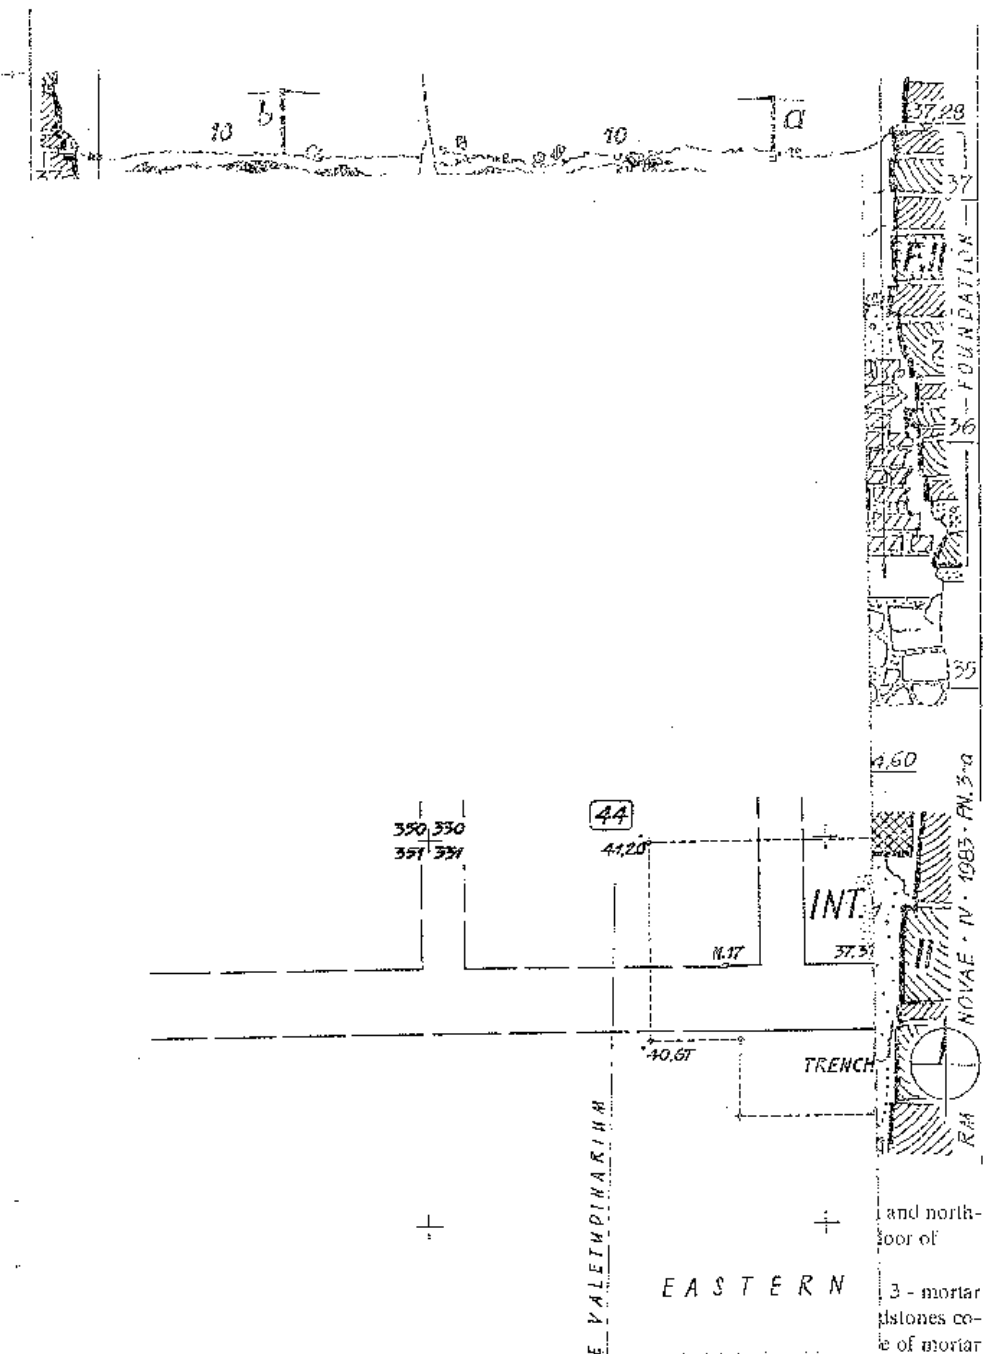 b
10
10
a
37,28
37
37
F.II
FOUNDATION
36
35
4,60
44
350 330
351 331
41,20
INT.
N.17
37.3
II
40,67
TRENCH
RM NOVAE · IV · 1983 · PN.3-a
E VALETUDINARIUM
EASTERN
and north-
oor of
3 - mortar
dstones co-
e of mortar